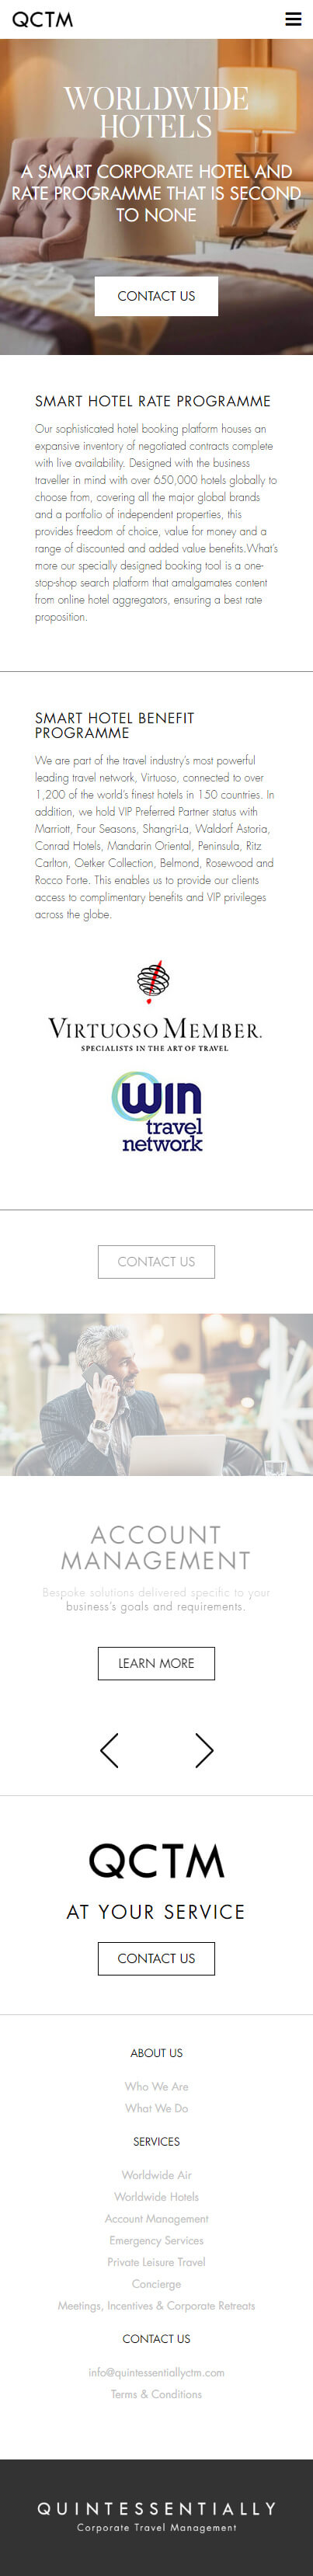 QCTM
WORLDWIDE
HOTELS
A SMART CORPORATE HOTEL AND
RATE PROGRAMME THAT IS SECOND
TO NONE
CONTACT US
SMART HOTEL RATE PROGRAMME
Our sophisticated hotel booking platform houses an
expansive inventory of negotiated contracts complete
with live availability. Designed with the business
traveller in mind with over 650,000 hotels globally to
choose from, covering all the major global brands
and a portfolio of independent properties, this
provides freedom of choice, value for money and a
range of discounted and added value benefits.What's
more our specially designed booking tool is a one-
stop-shop search platform that amalgamates content
from online hotel aggregators, ensuring a best rate
proposition.
SMART HOTEL BENEFIT
PROGRAMME
We are part of the travel industry's most powerful
leading travel network, Virtuoso, connected to over
1,200 of the world's finest hotels in 150 countries. In
addition, we hold VIP Preferred Partner status with
Marriott, Four Seasons, Shangri-La, Waldorf Astoria,
Conrad Hotels, Mandarin Oriental, Peninsula, Ritz
Carlton, Oetker Collection, Belmond, Rosewood and
Rocco Forte. This enables us to provide our clients
access to complimentary benefits and VIP privileges
across the globe.
VIRTUOSO MEMBER.
SPECIALISTS IN THE ART OF TRAVEL
win
travel
network
CONTACT US
ACCOUNT
MANAGEMENT
Bespoke solutions delivered specific to your
business's goals and requirements.
LEARN MORE
QCTM
AT YOUR SERVICE
CONTACT US
ABOUT US
Who We Are
What We Do
SERVICES
Worldwide Air
Worldwide Hotels
Account Management
Emergency Services
Private Leisure Travel
Concierge
Meetings, Incentives & Corporate Retreats
CONTACT US
info@quintessentiallyctm.com
Terms & Conditions
QUINTESSENTIALLY
Corporate Travel Management